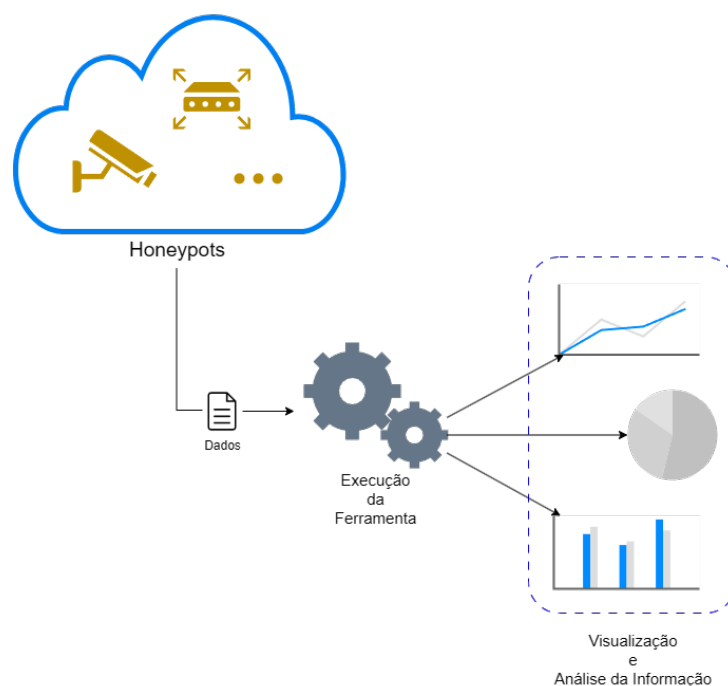 Honeypots
Dados
Execução
da
Ferramenta
Visualização
e
Análise da Informação